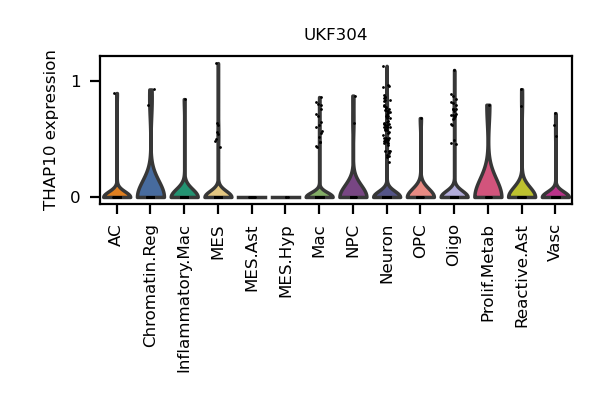 UKF304
THAP10 expression
1
0
AC
Chromatin.Reg
Inflammatory.Mac
MES
MES.Ast
MES.Hyp
Mac
NPC
Neuron
OPC
Oligo
Prolif.Metab
Reactive.Ast
Vasc